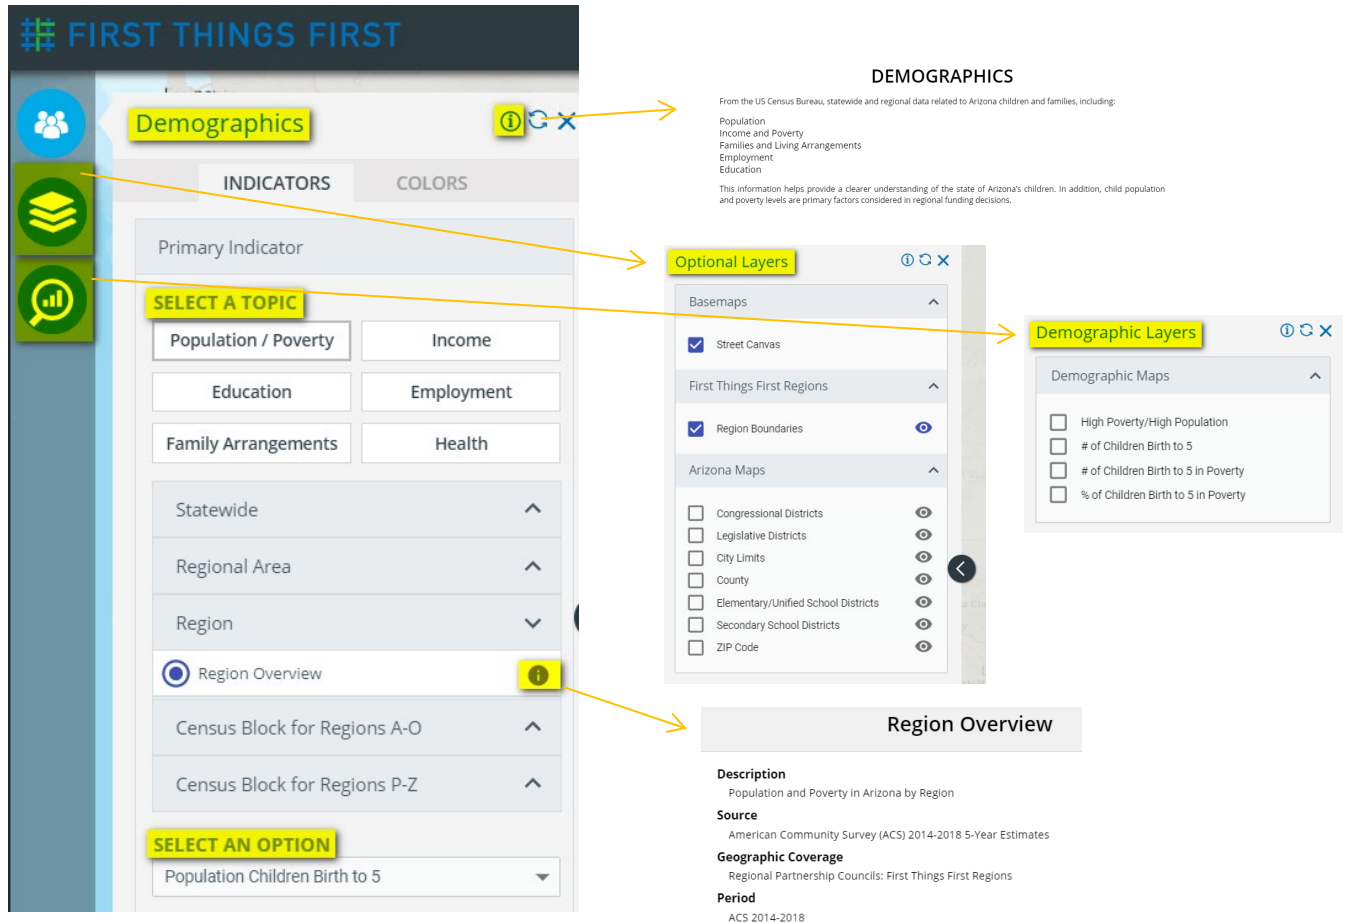 FIRST THINGS FIRST
Demographics
INDICATORS
COLORS
Primary Indicator
SELECT A TOPIC
Population / Poverty
Income
Education
Employment
Family Arrangements
Health
Statewide
Regional Area
Region
Region Overview
Census Block for Regions A-O
Census Block for Regions P-Z
SELECT AN OPTION
Population Children Birth to 5
DEMOGRAPHICS
From the US Census Bureau, statewide and regional data related to Arizona children and families, including:
Population
Income and Poverty
Families and Living Arrangements
Employment
Education
This information helps provide a clearer understanding of the state of Arizona's children. In addition, child population
and poverty levels are primary factors considered in regional funding decisions.
Optional Layers
Basemaps
Street Canvas
First Things First Regions
Region Boundaries
Arizona Maps
Congressional Districts
Legislative Districts
City Limits
County
Elementary/Unified School Districts
Secondary School Districts
ZIP Code
Demographic Layers
Demographic Maps
High Poverty/High Population
# of Children Birth to 5
# of Children Birth to 5 in Poverty
% of Children Birth to 5 in Poverty
Region Overview
Description
Population and Poverty in Arizona by Region
Source
American Community Survey (ACS) 2014-2018 5-Year Estimates
Geographic Coverage
Regional Partnership Councils: First Things First Regions
Period
ACS 2014-2018